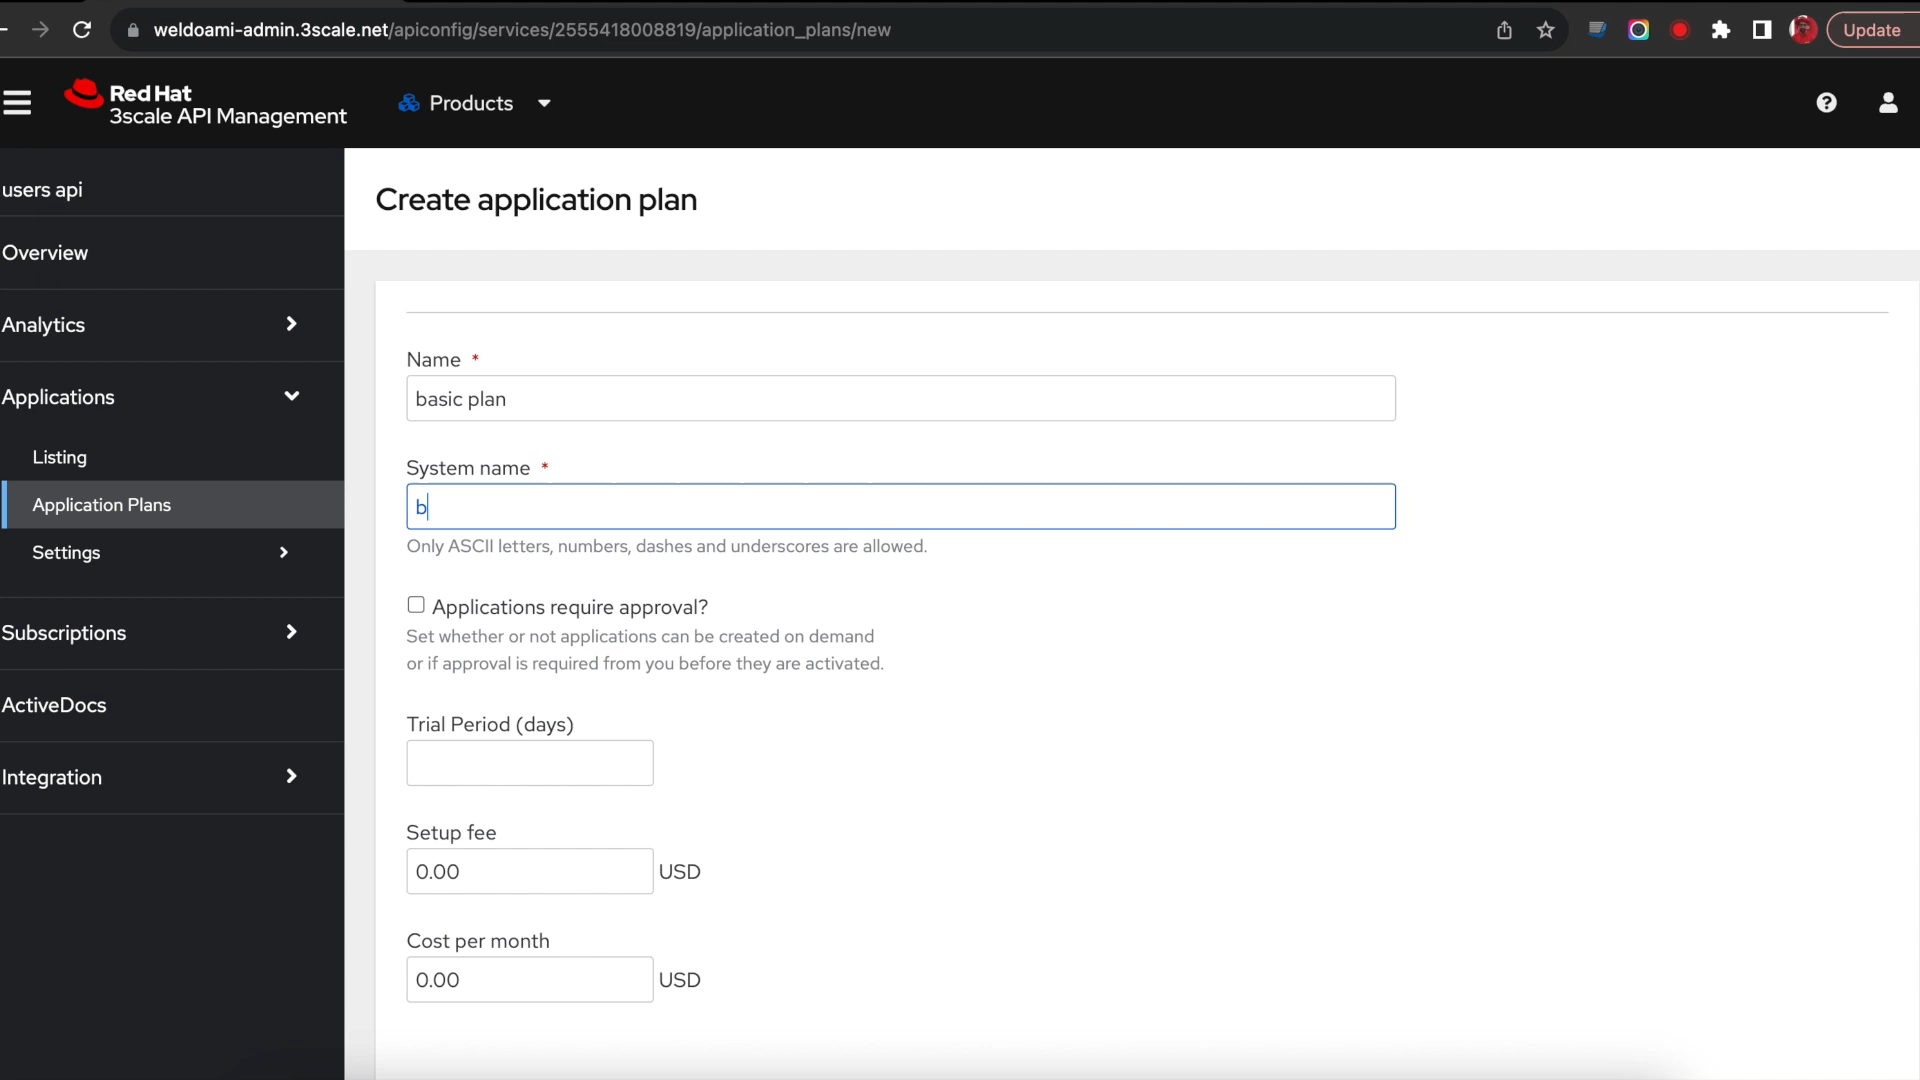 weldoami-admin.3scale.net/apiconfig/services/2555418008819/application_plans/new
Update
Red Hat
3scale API Management
Products
users api
Overview
Analytics
Applications
Listing
Application Plans
Settings
Subscriptions
ActiveDocs
Integration
Create application plan
Name *
basic plan
System name *
b
Only ASCII letters, numbers, dashes and underscores are allowed.
Applications require approval?
Set whether or not applications can be created on demand
or if approval is required from you before they are activated.
Trial Period (days)
Setup fee
0.00 USD
Cost per month
0.00 USD